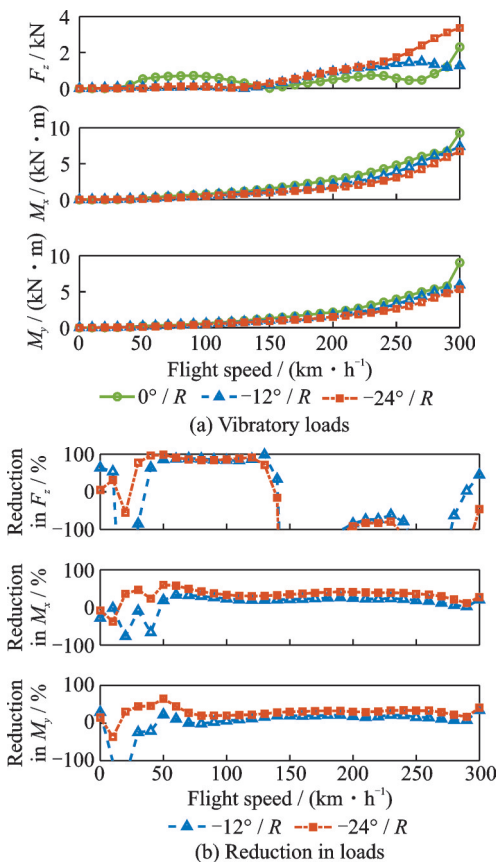 F_z / kN
4
2
0
M_x / (kN · m)
10
5
0
M_y / (kN · m)
10
5
0
0 50 100 150 200 250 300
Flight speed / (km · h⁻¹)
0° / R −12° / R −24° / R
(a) Vibratory loads
Reduction in F_z / %
100
0
−100
Reduction in M_x / %
100
0
−100
Reduction in M_y / %
100
0
−100
0 50 100 150 200 250 300
Flight speed / (km · h⁻¹)
−12° / R −24° / R
(b) Reduction in loads